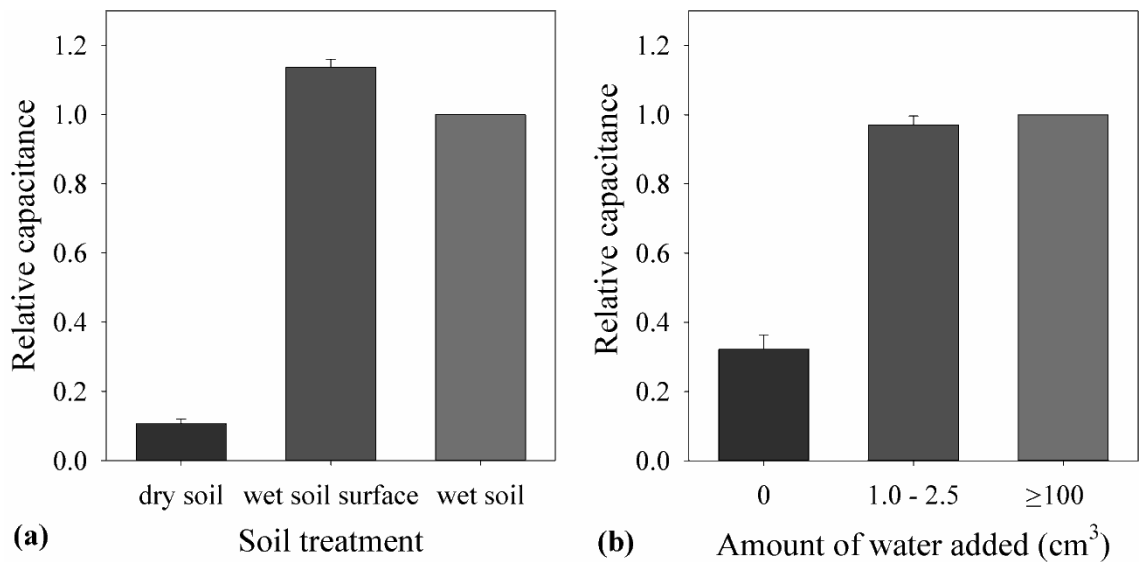 Relative capacitance
1.2
1.0
0.8
0.6
0.4
0.2
0.0
dry soil wet soil surface wet soil
(a) Soil treatment
Relative capacitance
1.2
1.0
0.8
0.6
0.4
0.2
0.0
0 1.0 - 2.5 ≥100
(b) Amount of water added (cm³)